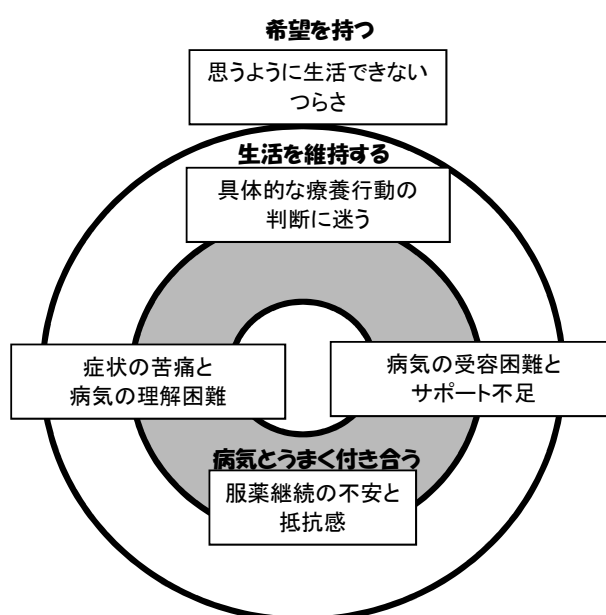 希望を持つ
思うように生活できない
つらさ
生活を維持する
具体的な療養行動の
判断に迷う
症状の苦痛と
病気の理解困難
病気の受容困難と
サポート不足
病気とうまく付き合う
服薬継続の不安と
抵抗感